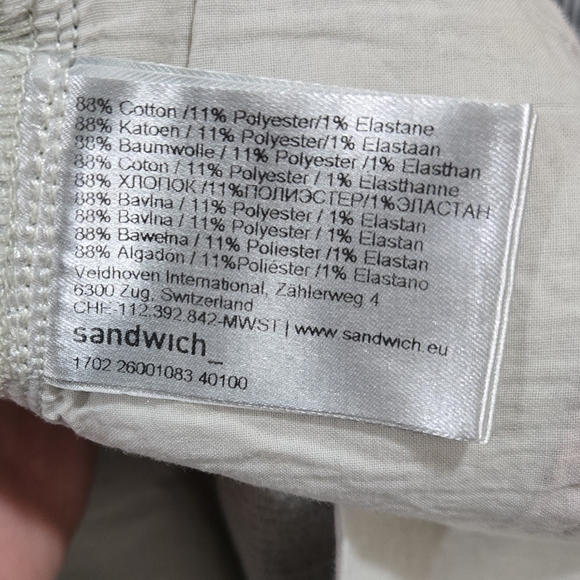 88% Cotton /11% Polyester/1% Elastane
88% Katoen / 11% Polyester/1% Elastaan
88% Baumwolle / 11% Polyester /1% Elasthan
88% Coton / 11% Polyester / 1% Elasthanne
88% ХЛОПОК /11%ПОЛИЭСТЕР/1%ЭЛАСТАН
88% Bavlna / 11% Polyester / 1% Elastan
88% Bavlna / 11% Polyester / 1% Elastan
88% Bawełna / 11% Poliester /1% Elastan
88% Algadón / 11%Poliéster /1% Elastano
Veldhoven International, Zählerweg 4
6300 Zug, Switzerland
CHE-112.392.842-MWST | www.sandwich.eu
sandwich_
1702 26001083 40100